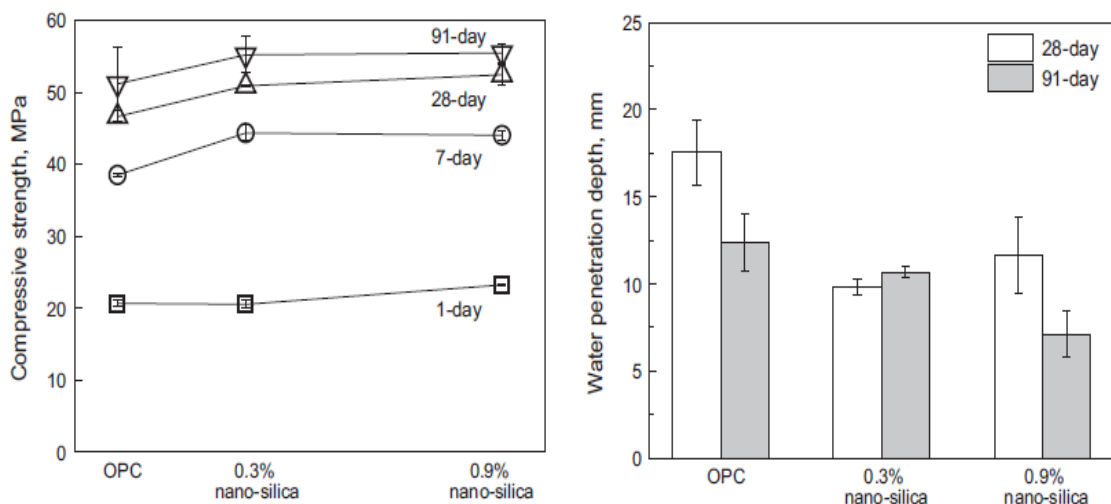 Compressive strength, MPa
60
50
40
30
20
10
0
91-day
28-day
7-day
1-day
OPC
0.3%
nano-silica
0.9%
nano-silica
Water penetration depth, mm
25
20
15
10
5
0
28-day
91-day
OPC
0.3%
nano-silica
0.9%
nano-silica